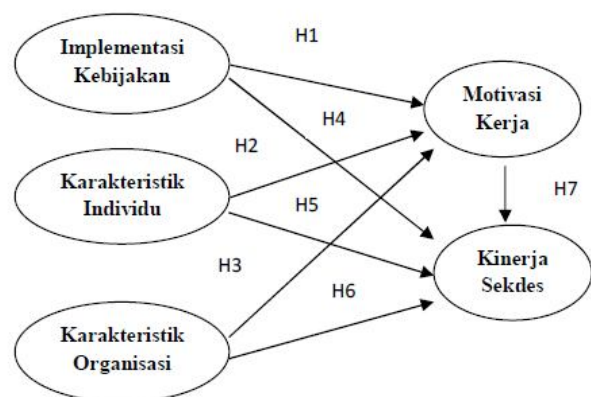 Implementasi
Kebijakan
H1
Motivasi
Kerja
H4
H2
Karakteristik
Individu
H5
H7
H3
Kinerja
Sekdes
H6
Karakteristik
Organisasi